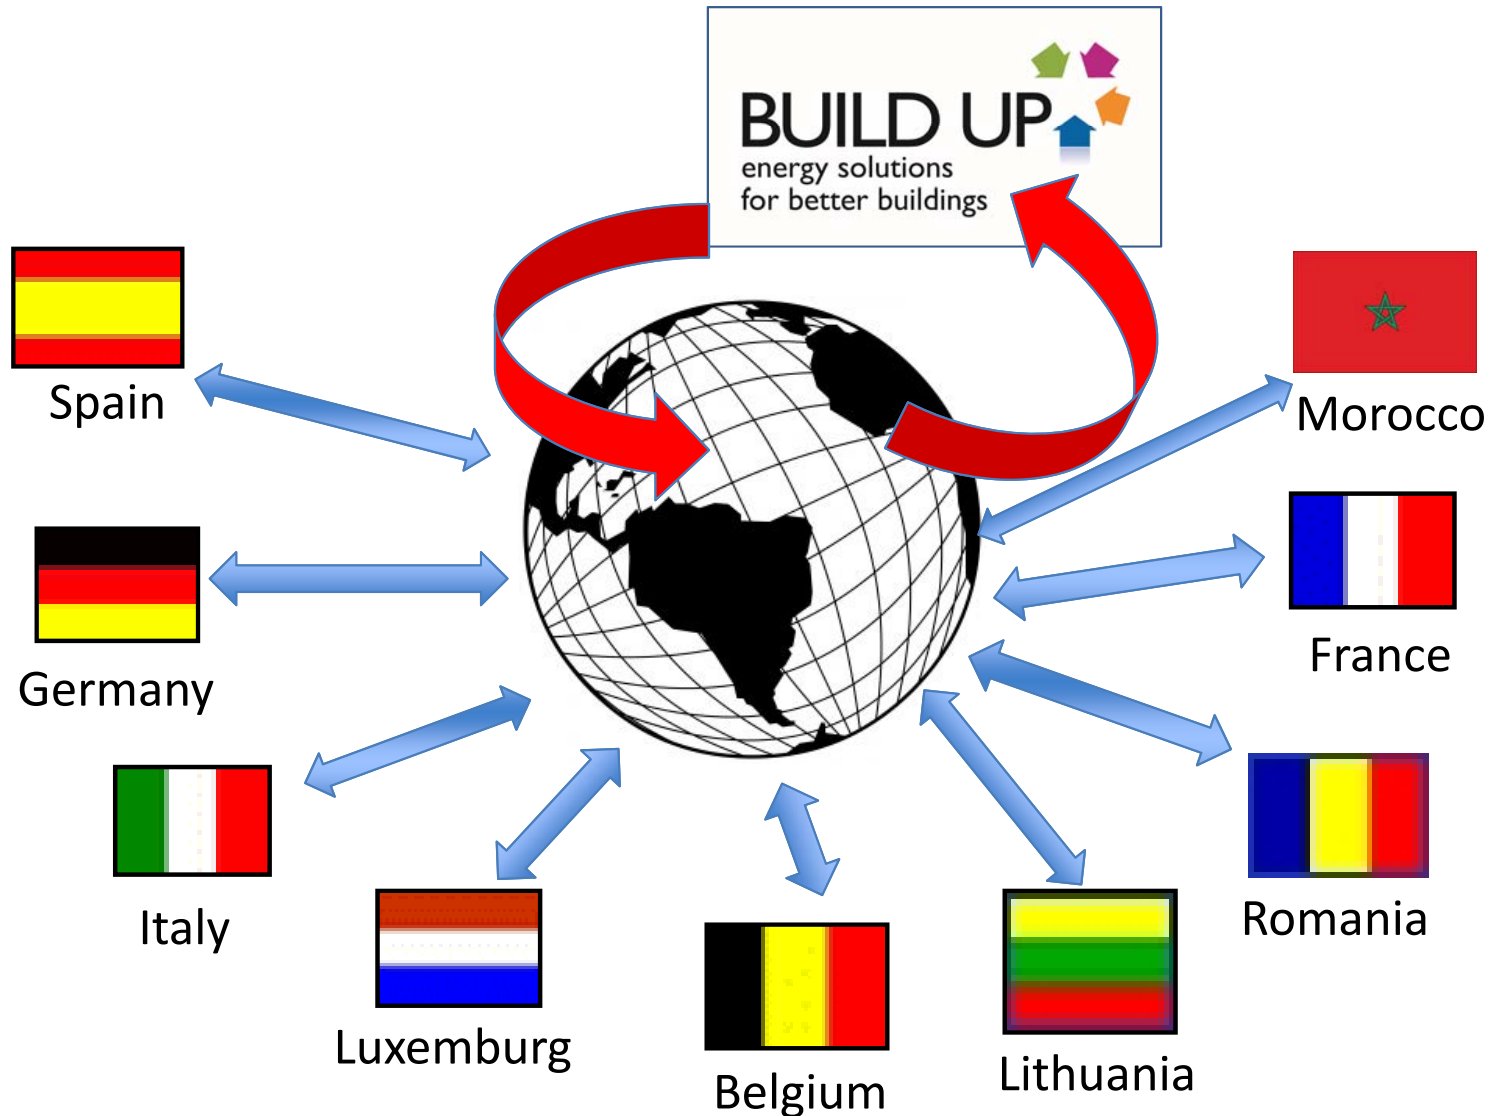 BUILD UP
energy solutions
for better buildings
Spain
Morocco
Germany
France
Italy
Romania
Luxemburg
Belgium
Lithuania